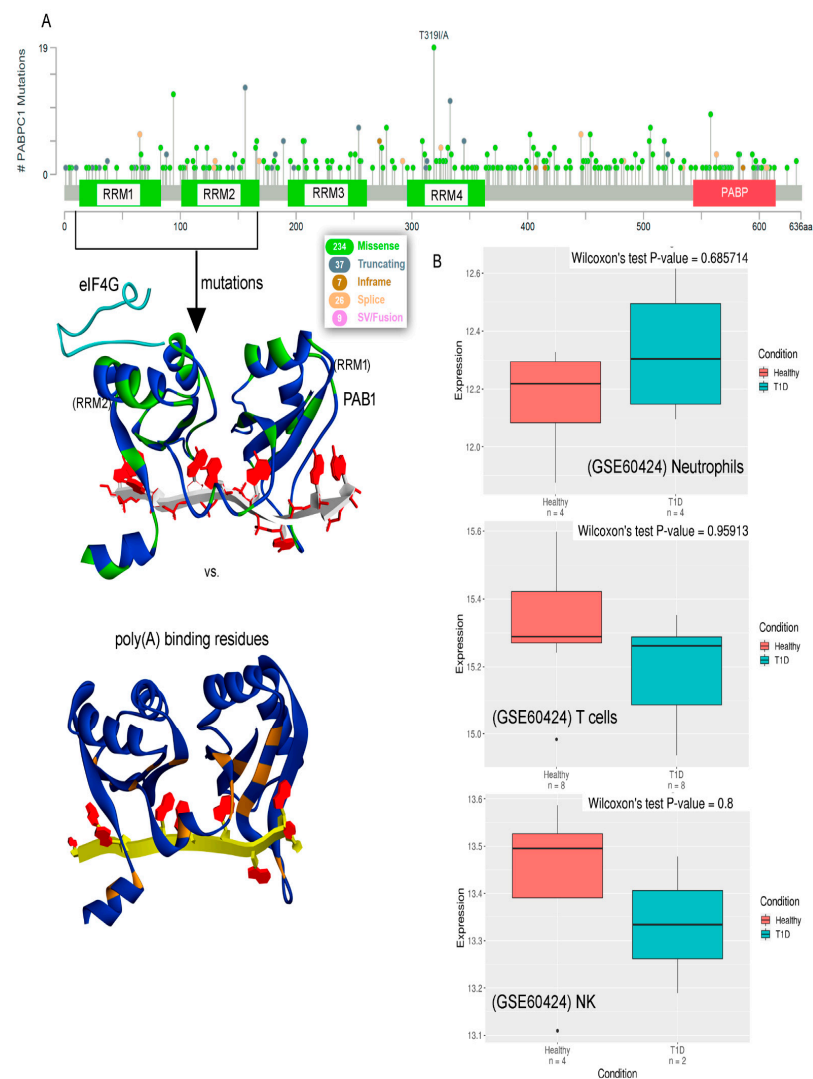 A
T319I/A
19
# PABPC1 Mutations
0
RRM1
RRM2
RRM3
RRM4
PABP
0
100
200
300
400
500
600
636aa
234 Missense
37 Truncating
7 Inframe
26 Splice
9 SV/Fusion
mutations
eIF4G
(RRM1)
(RRM2)
PAB1
vs.
poly(A) binding residues
B
Wilcoxon's test P-value = 0.685714
12.6
12.4
12.2
12.0
Expression
(GSE60424) Neutrophils
Healthy
n = 4
T1D
n = 4
Condition
Healthy
T1D
Wilcoxon's test P-value = 0.95913
15.6
15.4
15.2
15.0
Expression
(GSE60424) T cells
Healthy
n = 8
T1D
n = 8
Condition
Healthy
T1D
Wilcoxon's test P-value = 0.8
13.6
13.5
13.4
13.3
13.2
13.1
Expression
(GSE60424) NK
Healthy
n = 4
T1D
n = 2
Condition
Condition
Healthy
T1D